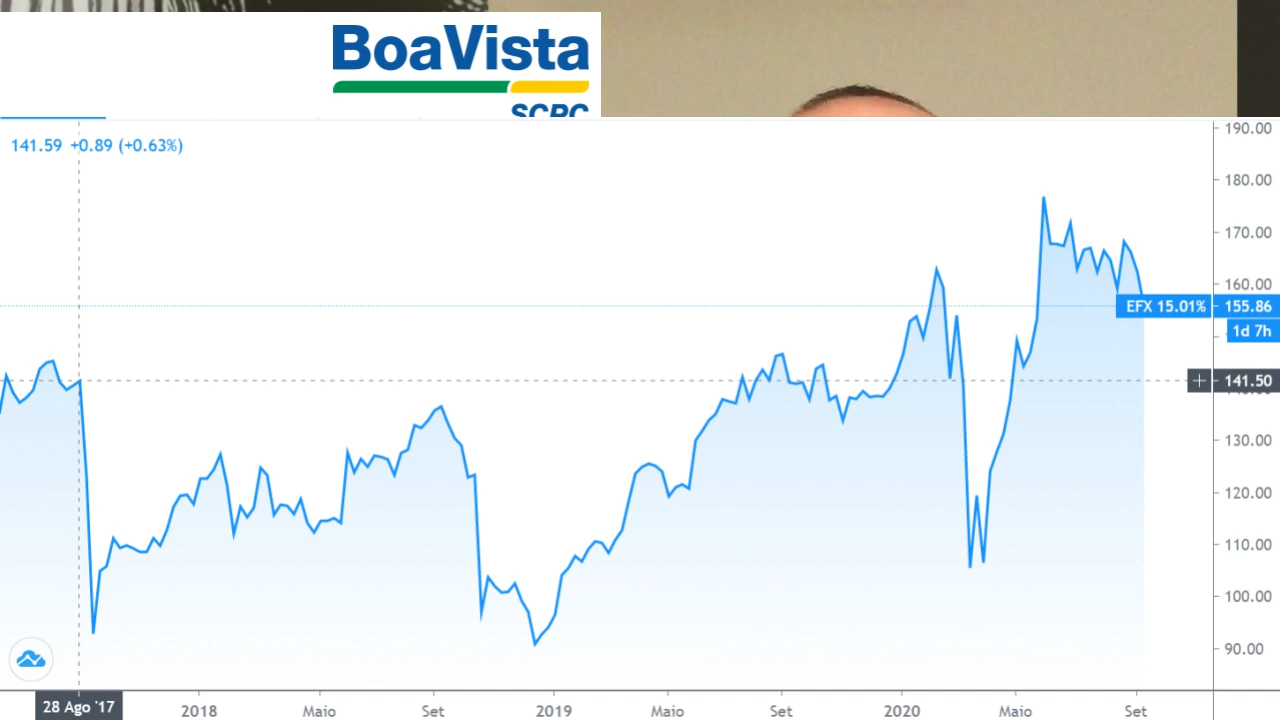 BoaVista
SCPC
141.59 +0.89 (+0.63%)
190.00
180.00
170.00
160.00
EFX 15.01% 155.86
1d 7h
141.50
130.00
120.00
110.00
100.00
90.00
28 Ago '17 2018 Maio Set 2019 Maio Set 2020 Maio Set